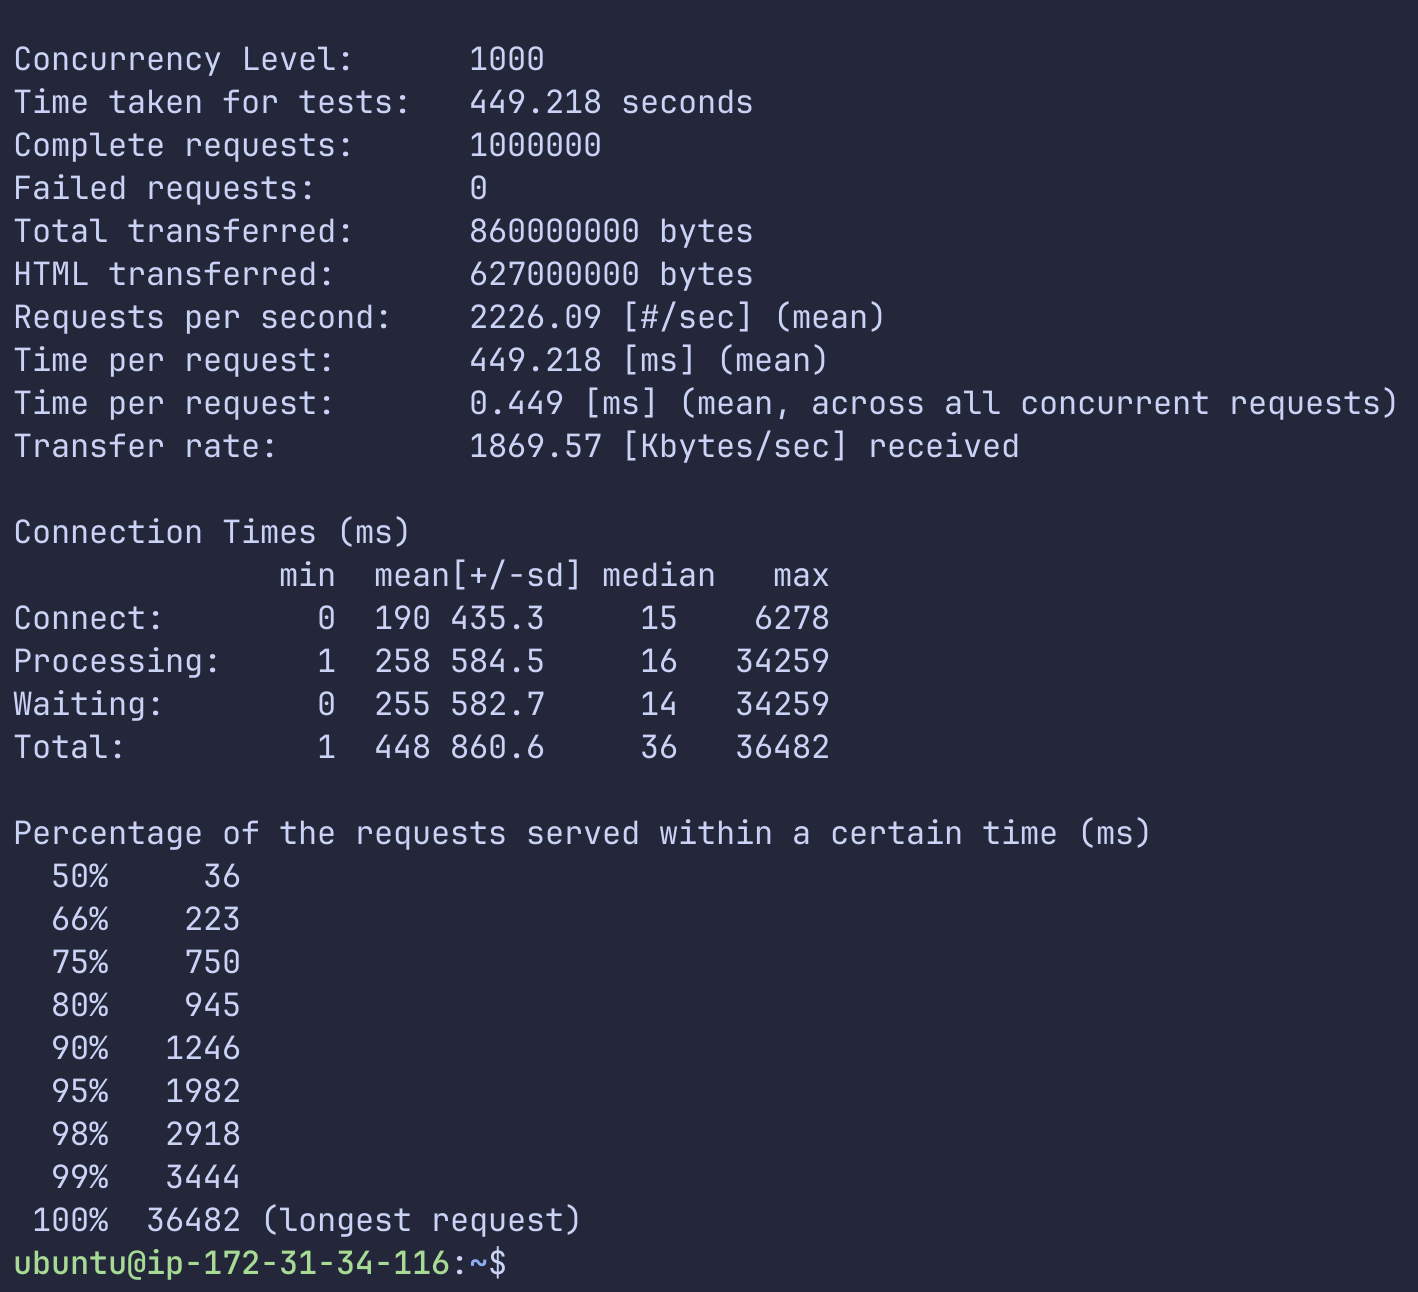 Concurrency Level:      1000
Time taken for tests:   449.218 seconds
Complete requests:      1000000
Failed requests:        0
Total transferred:      860000000 bytes
HTML transferred:       627000000 bytes
Requests per second:    2226.09 [#/sec] (mean)
Time per request:       449.218 [ms] (mean)
Time per request:       0.449 [ms] (mean, across all concurrent requests)
Transfer rate:          1869.57 [Kbytes/sec] received

Connection Times (ms)
              min  mean[+/-sd] median   max
Connect:        0  190 435.3     15    6278
Processing:     1  258 584.5     16   34259
Waiting:        0  255 582.7     14   34259
Total:          1  448 860.6     36   36482

Percentage of the requests served within a certain time (ms)
  50%     36
  66%    223
  75%    750
  80%    945
  90%   1246
  95%   1982
  98%   2918
  99%   3444
 100%  36482 (longest request)
ubuntu@ip-172-31-34-116:~$